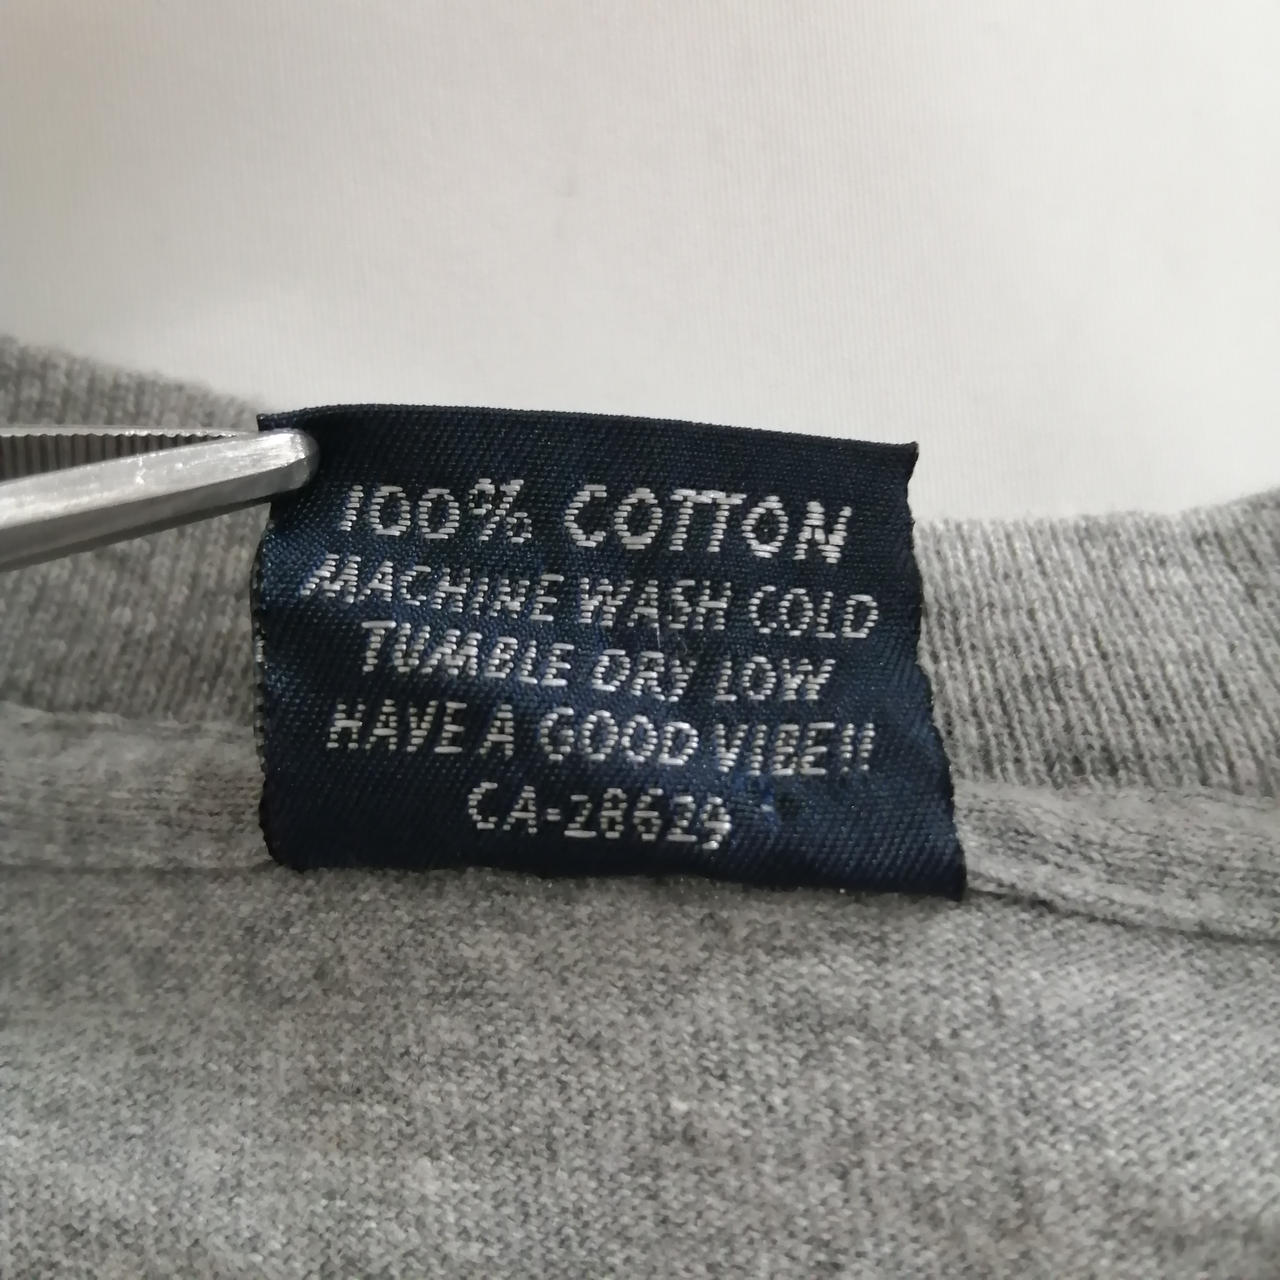 100% COTTON
MACHINE WASH COLD
TUMBLE DRY LOW
HAVE A GOOD VIBE!!
CA-28629